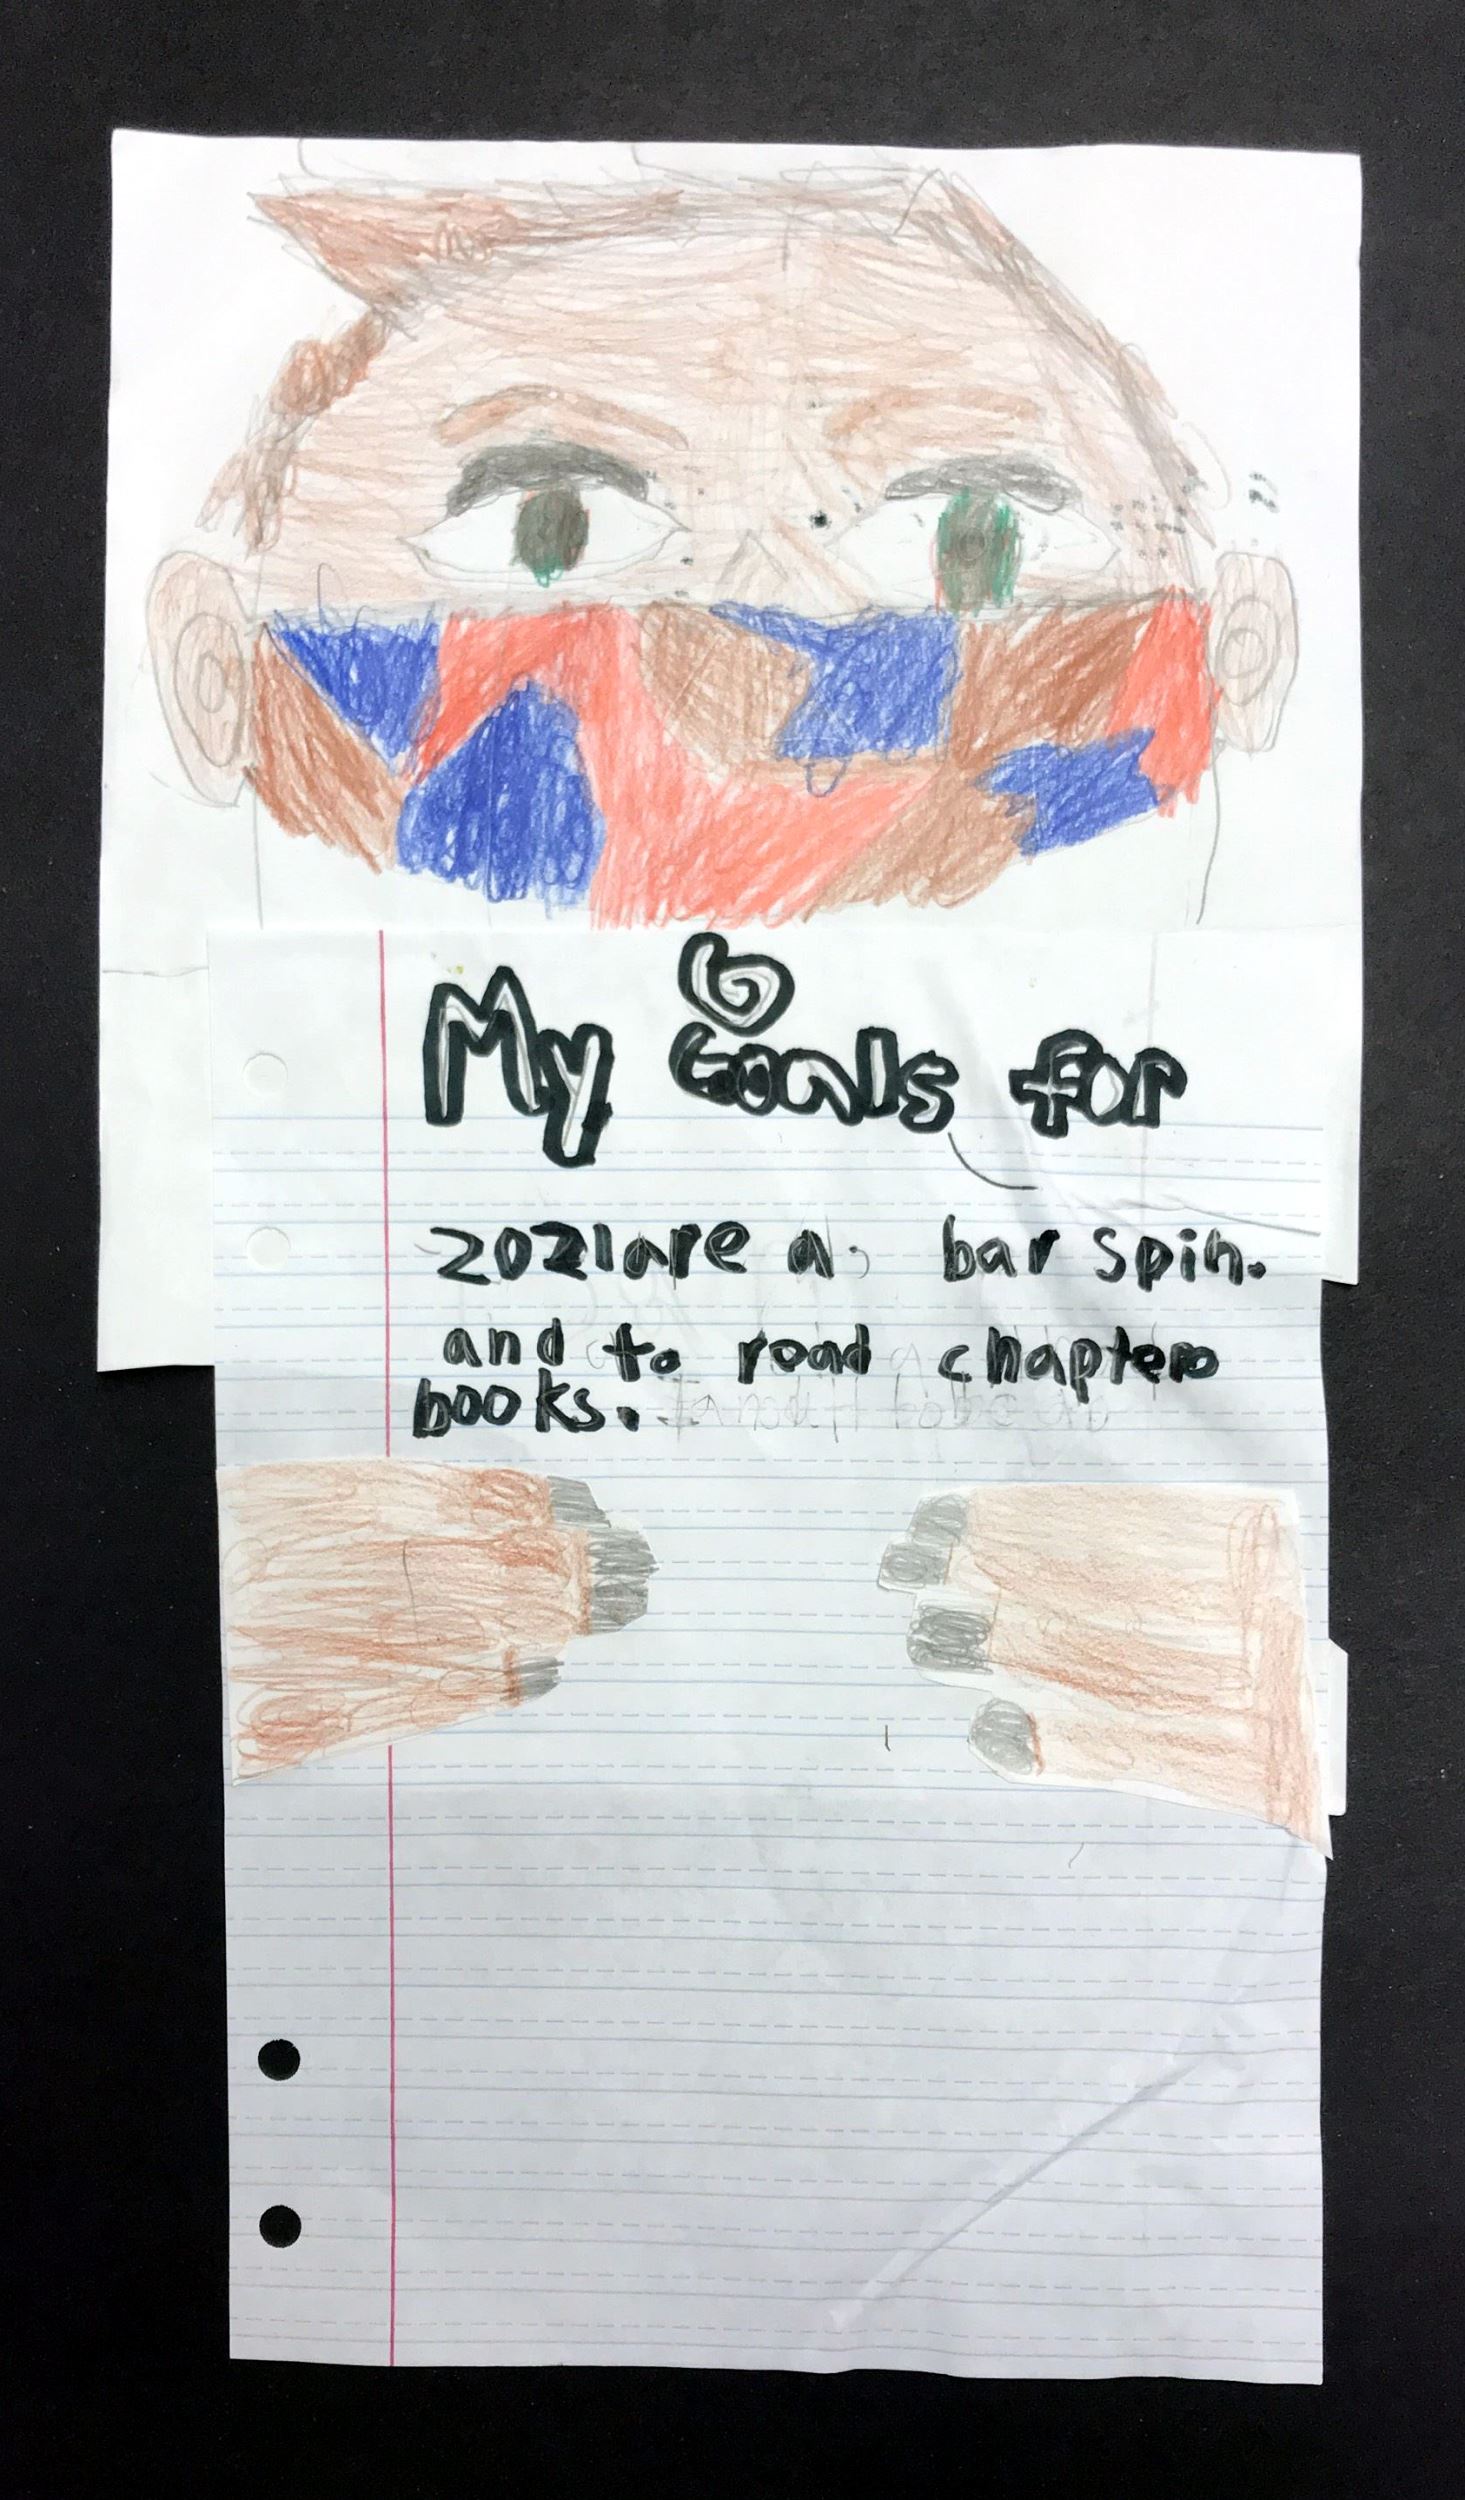 My Goals for
2021 are a bar spin.
and to read chapter
books.